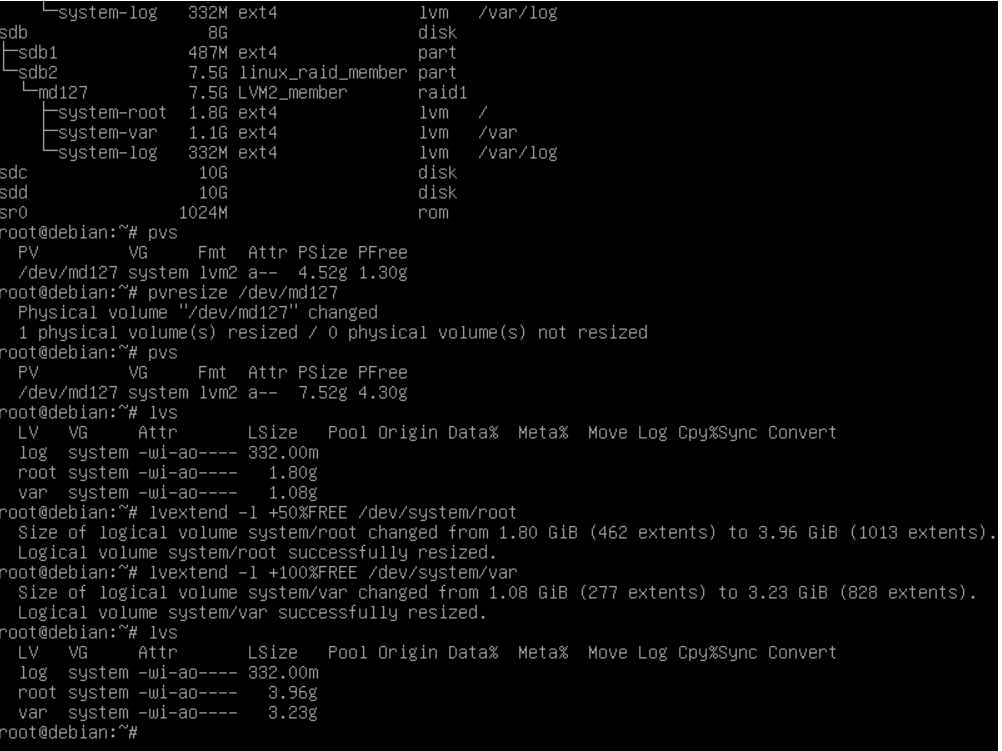 └─system-log 332M ext4 lvm /var/log
sdb 8G disk
├─sdb1 487M ext4 part
└─sdb2 7.5G linux_raid_member part
└─md127 7.5G LVM2_member raid1
├─system-root 1.8G ext4 lvm /
├─system-var 1.1G ext4 lvm /var
└─system-log 332M ext4 lvm /var/log
sdc 10G disk
sdd 10G disk
sr0 1024M rom
root@debian:~# pvs
PV VG Fmt Attr PSize PFree
/dev/md127 system lvm2 a-- 4.52g 1.30g
root@debian:~# pvresize /dev/md127
Physical volume "/dev/md127" changed
1 physical volume(s) resized / 0 physical volume(s) not resized
root@debian:~# pvs
PV VG Fmt Attr PSize PFree
/dev/md127 system lvm2 a-- 7.52g 4.30g
root@debian:~# lvs
LV VG Attr LSize Pool Origin Data% Meta% Move Log Cpy%Sync Convert
log system -wi-ao---- 332.00m
root system -wi-ao---- 1.80g
var system -wi-ao---- 1.08g
root@debian:~# lvextend -l +50%FREE /dev/system/root
Size of logical volume system/root changed from 1.80 GiB (462 extents) to 3.96 GiB (1013 extents).
Logical volume system/root successfully resized.
root@debian:~# lvextend -l +100%FREE /dev/system/var
Size of logical volume system/var changed from 1.08 GiB (277 extents) to 3.23 GiB (828 extents).
Logical volume system/var successfully resized.
root@debian:~# lvs
LV VG Attr LSize Pool Origin Data% Meta% Move Log Cpy%Sync Convert
log system -wi-ao---- 332.00m
root system -wi-ao---- 3.96g
var system -wi-ao---- 3.23g
root@debian:~#